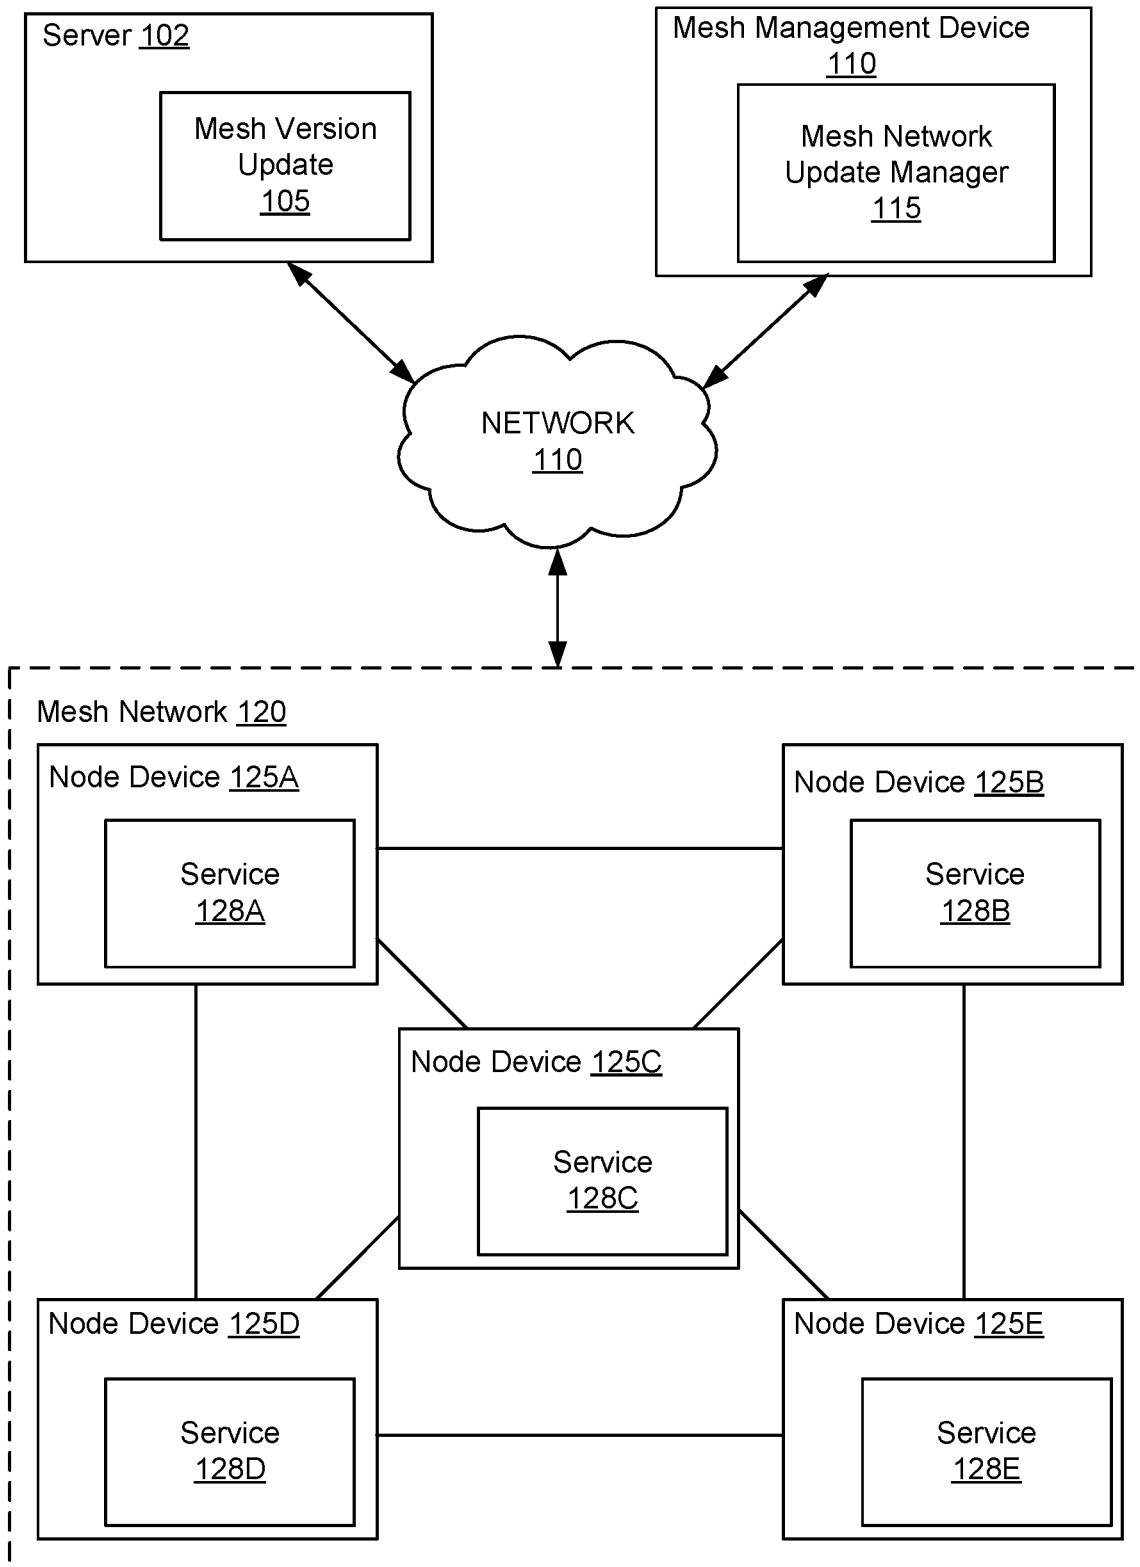 Server 102
Mesh Version
Update
105
Mesh Management Device
110
Mesh Network
Update Manager
115
NETWORK
110
Mesh Network 120
Node Device 125A
Service
128A
Node Device 125B
Service
128B
Node Device 125C
Service
128C
Node Device 125D
Service
128D
Node Device 125E
Service
128E